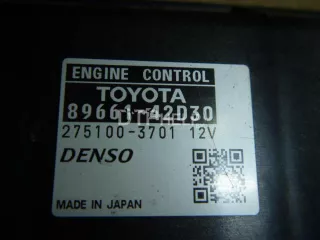 ENGINE CONTROL
TOYOTA
89661-42D30
275100-3701 12V
DENSO
MADE IN JAPAN